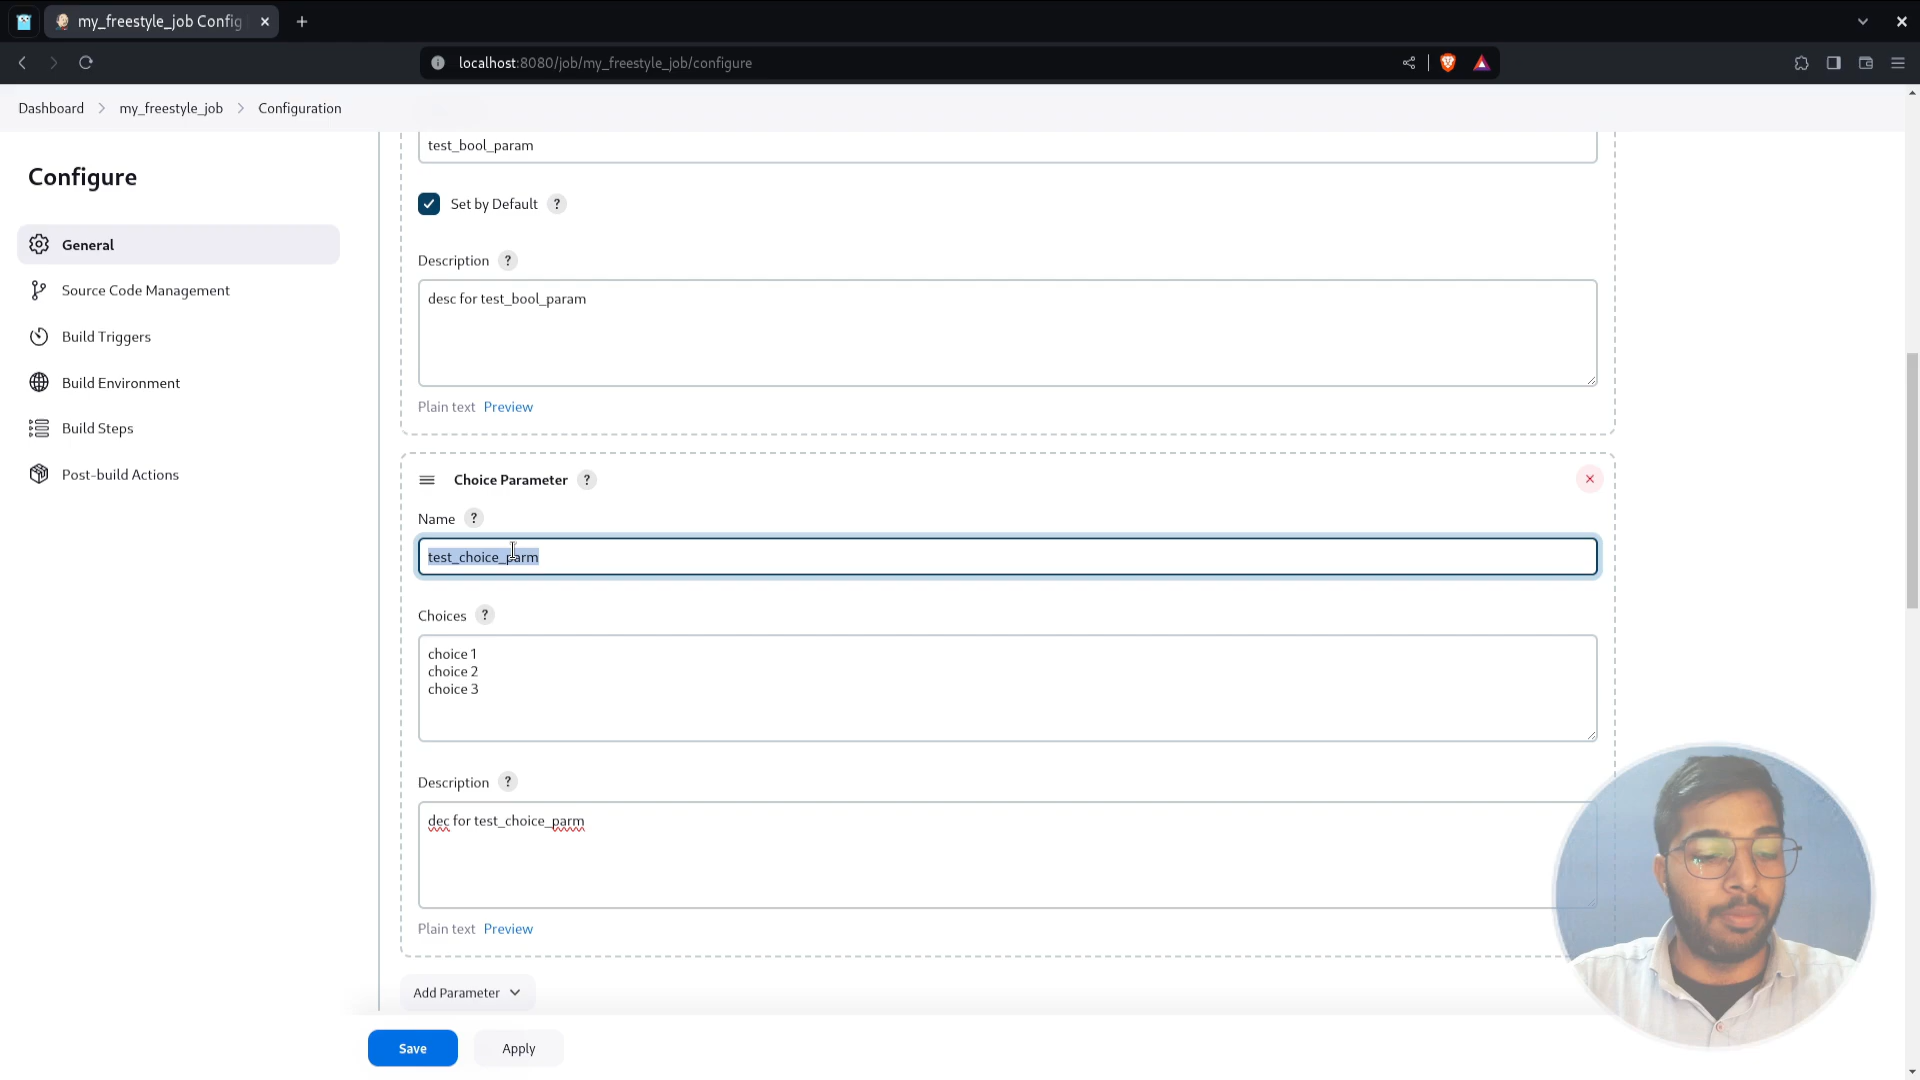 my_freestyle_job Config
localhost:8080/job/my_freestyle_job/configure
Dashboard my_freestyle_job Configuration
Configure
General
Source Code Management
Build Triggers
Build Environment
Build Steps
Post-build Actions
test_bool_param
Set by Default ?
Description ?
desc for test_bool_param
Plain text Preview
Choice Parameter ?
Name ?
test_choice_parm
Choices ?
choice 1
choice 2
choice 3
Description ?
dec for test_choice_parm
Plain text Preview
Add Parameter
Save Apply